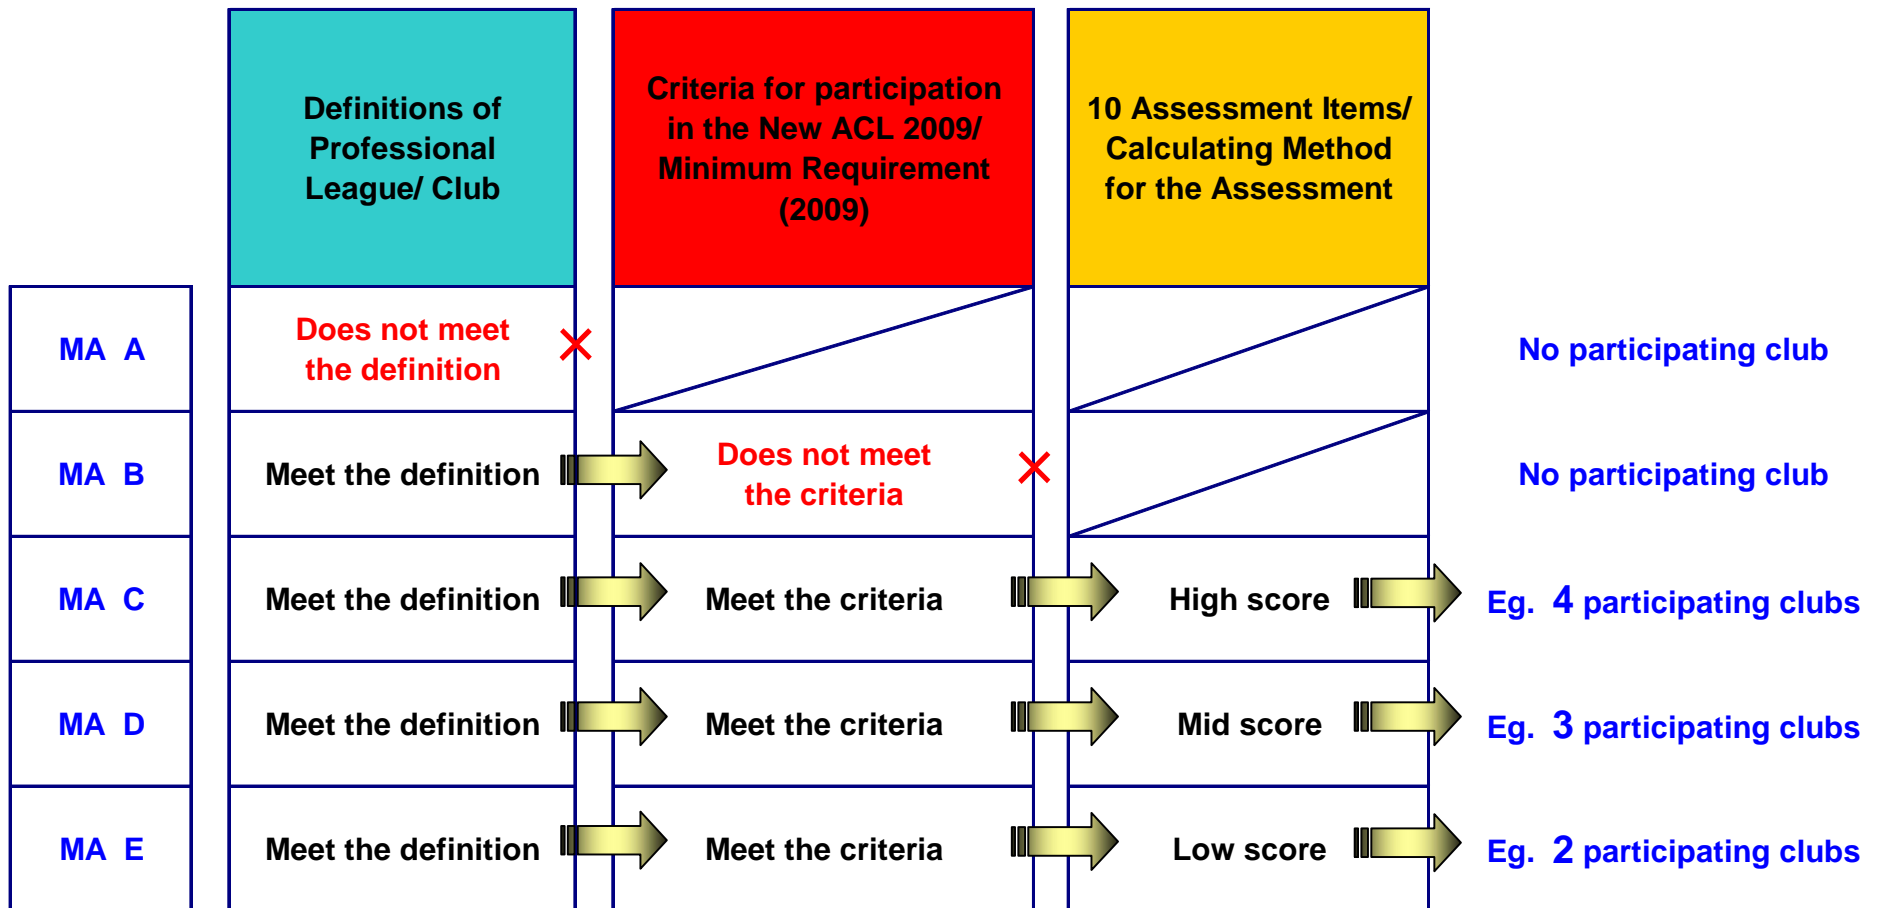 Definitions of
Professional
League/ Club
Criteria for participation
in the New ACL 2009/
Minimum Requirement
(2009)
10 Assessment Items/
Calculating Method
for the Assessment
MA A
Does not meet
the definition
No participating club
MA B
Meet the definition
Does not meet
the criteria
No participating club
MA C
Meet the definition
Meet the criteria
High score
Eg. 4 participating clubs
MA D
Meet the definition
Meet the criteria
Mid score
Eg. 3 participating clubs
MA E
Meet the definition
Meet the criteria
Low score
Eg. 2 participating clubs